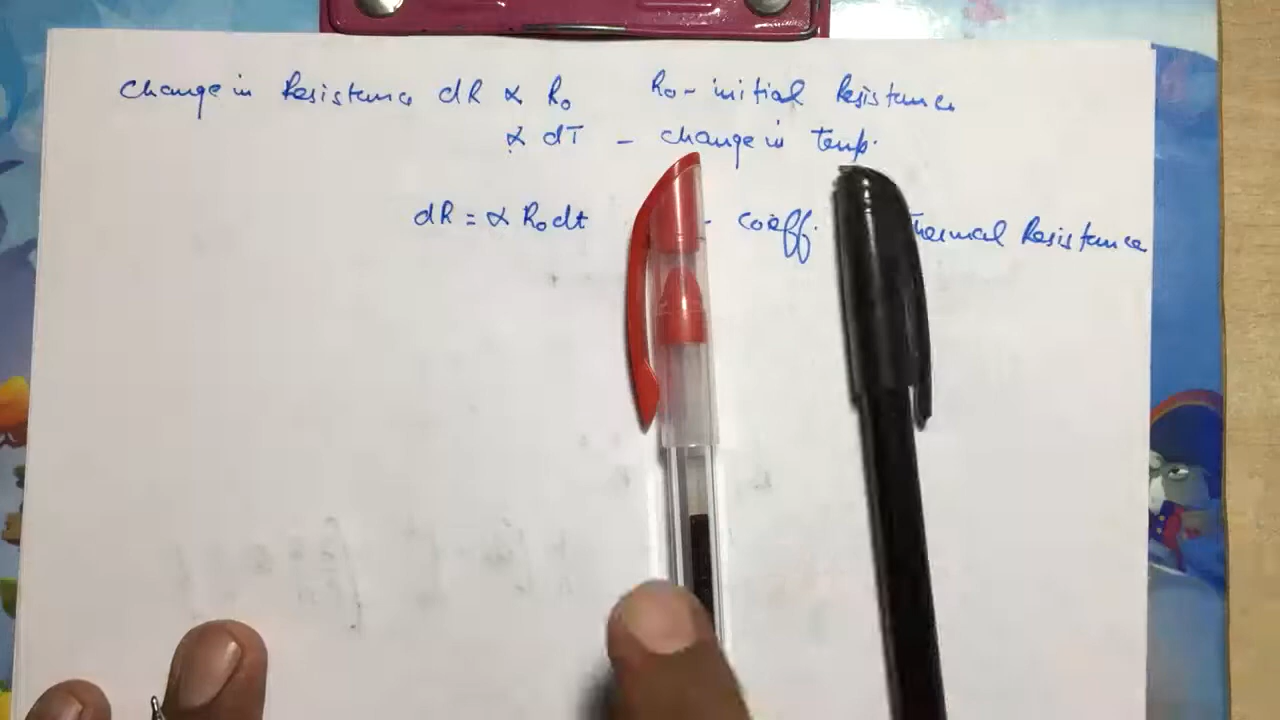 Change in Resistance dR ∝ R₀ R₀ - initial Resistance
∝ dT - change in temp.
dR = α R₀dt - coeff. Thermal Resistance